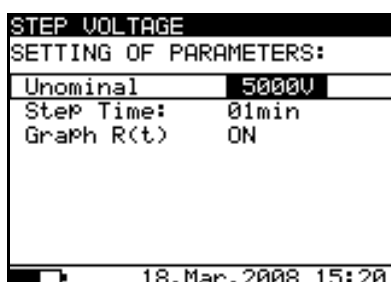 STEP VOLTAGE
SETTING OF PARAMETERS:
Unominal 5000V
Step Time: 01min
Graph R(t) ON
18.Mar.2008 15:20